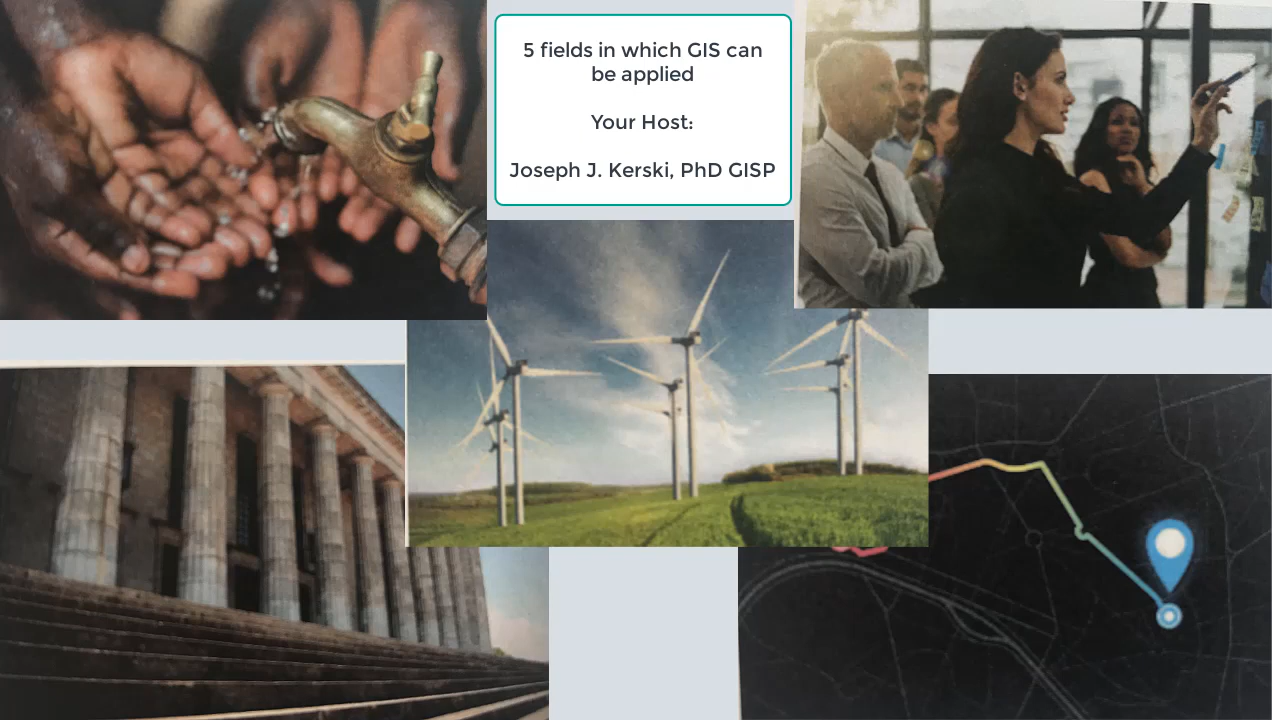 5 fields in which GIS can
be applied
Your Host:
Joseph J. Kerski, PhD GISP